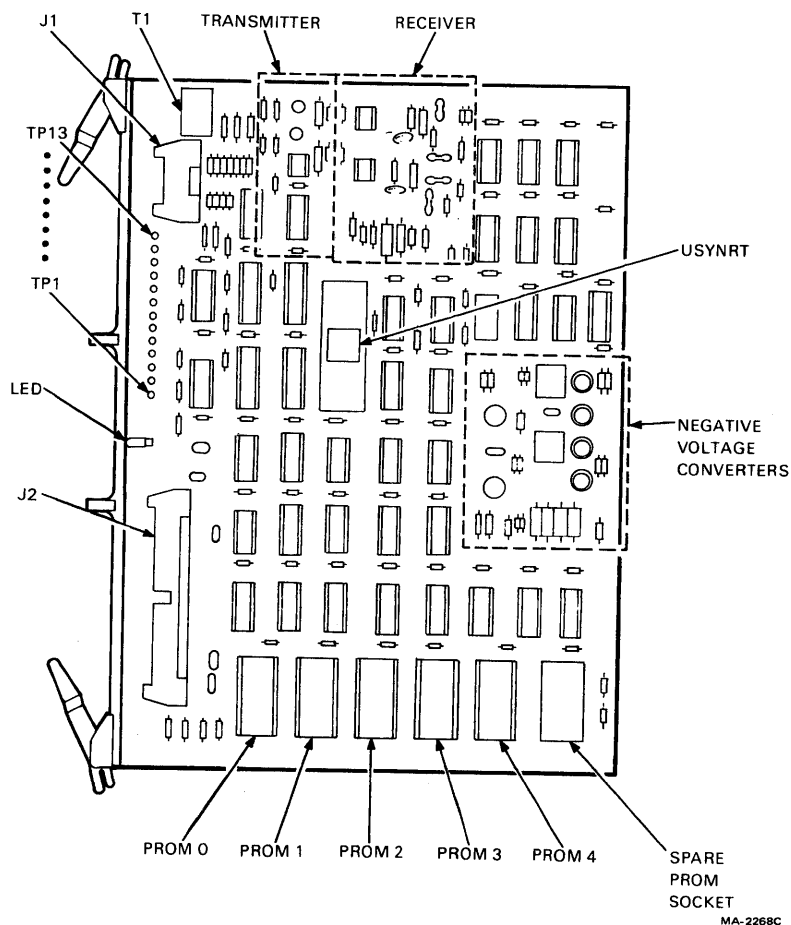 J1
T1
TRANSMITTER
RECEIVER
TP13
TP1
USYNRT
LED
NEGATIVE
VOLTAGE
CONVERTERS
J2
PROM 0
PROM 1
PROM 2
PROM 3
PROM 4
SPARE
PROM
SOCKET
MA-2268C